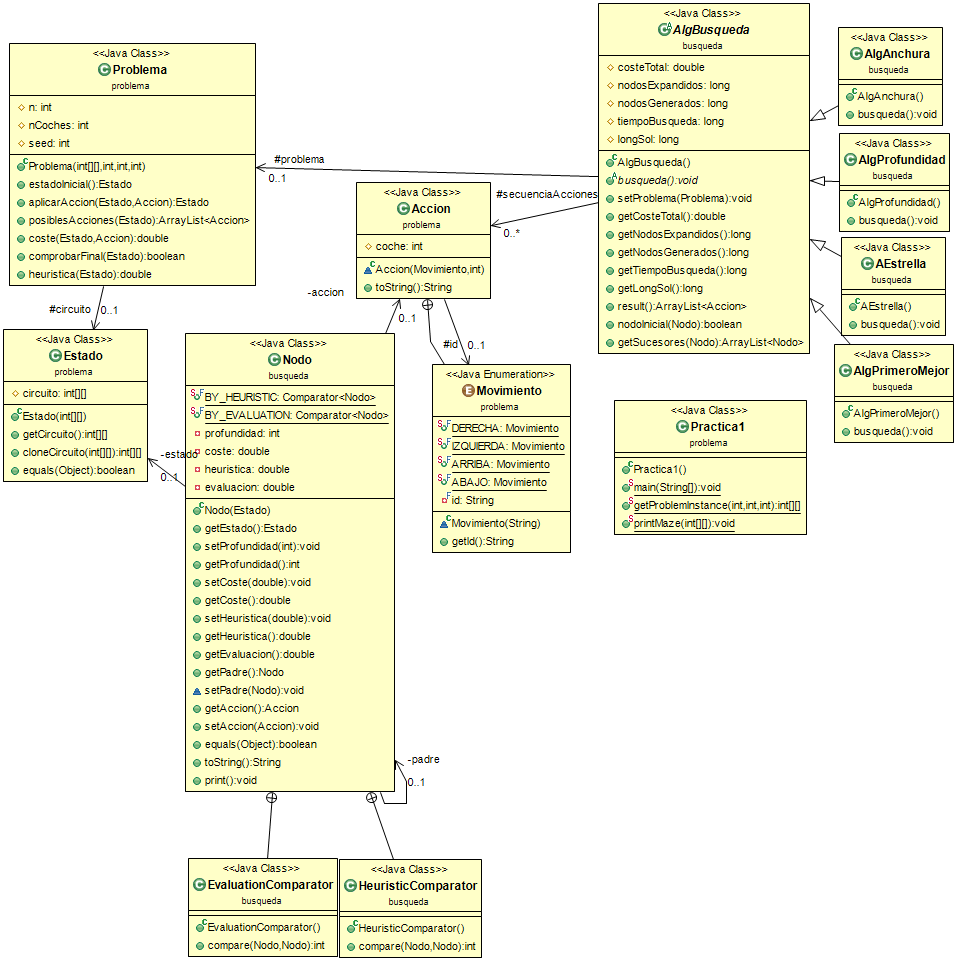 <<Java Class>>
Problema
problema
n: int
nCoches: int
seed: int
Problema(int[][],int,int,int)
estadoInicial():Estado
aplicarAccion(Estado,Accion):Estado
posiblesAcciones(Estado):ArrayList<Accion>
coste(Estado,Accion):double
comprobarFinal(Estado):boolean
heuristica(Estado):double
#problema
0..1
#circuito
0..1
<<Java Class>>
AlgBusqueda
busqueda
costeTotal: double
nodosExpandidos: long
nodosGenerados: long
tiempoBusqueda: long
longSol: long
AlgBusqueda()
busqueda():void
setProblema(Problema):void
getCosteTotal():double
getNodosExpandidos():long
getNodosGenerados():long
getTiempoBusqueda():long
getLongSol():long
result():ArrayList<Accion>
nodoInicial(Nodo):boolean
getSucesores(Nodo):ArrayList<Nodo>
#secuenciaAcciones
0..*
<<Java Class>>
AlgAnchura
busqueda
AlgAnchura()
busqueda():void
<<Java Class>>
AlgProfundidad
busqueda
AlgProfundidad()
busqueda():void
<<Java Class>>
AEstrella
busqueda
AEstrella()
busqueda():void
<<Java Class>>
AlgPrimeroMejor
busqueda
AlgPrimeroMejor()
busqueda():void
<<Java Class>>
Accion
problema
coche: int
Accion(Movimiento,int)
toString():String
-accion
0..1
#id
0..1
<<Java Class>>
Estado
problema
circuito: int[][]
Estado(int[][])
getCircuito():int[][]
cloneCircuito(int[][]):int[][]
equals(Object):boolean
-estado
0..1
<<Java Class>>
Nodo
busqueda
BY_HEURISTIC: Comparator<Nodo>
BY_EVALUATION: Comparator<Nodo>
profundidad: int
coste: double
heuristica: double
evaluacion: double
Nodo(Estado)
getEstado():Estado
setProfundidad(int):void
getProfundidad():int
setCoste(double):void
getCoste():double
setHeuristica(double):void
getHeuristica():double
getEvaluacion():double
getPadre():Nodo
setPadre(Nodo):void
getAccion():Accion
setAccion(Accion):void
equals(Object):boolean
toString():String
print():void
-padre
0..1
<<Java Enumeration>>
Movimiento
problema
DERECHA: Movimiento
IZQUIERDA: Movimiento
ARRIBA: Movimiento
ABAJO: Movimiento
id: String
Movimiento(String)
getId():String
<<Java Class>>
Practica1
problema
Practica1()
main(String[]):void
getProblemInstance(int,int,int):int[][]
printMaze(int[][]):void
<<Java Class>>
EvaluationComparator
busqueda
EvaluationComparator()
compare(Nodo,Nodo):int
<<Java Class>>
HeuristicComparator
busqueda
HeuristicComparator()
compare(Nodo,Nodo):int